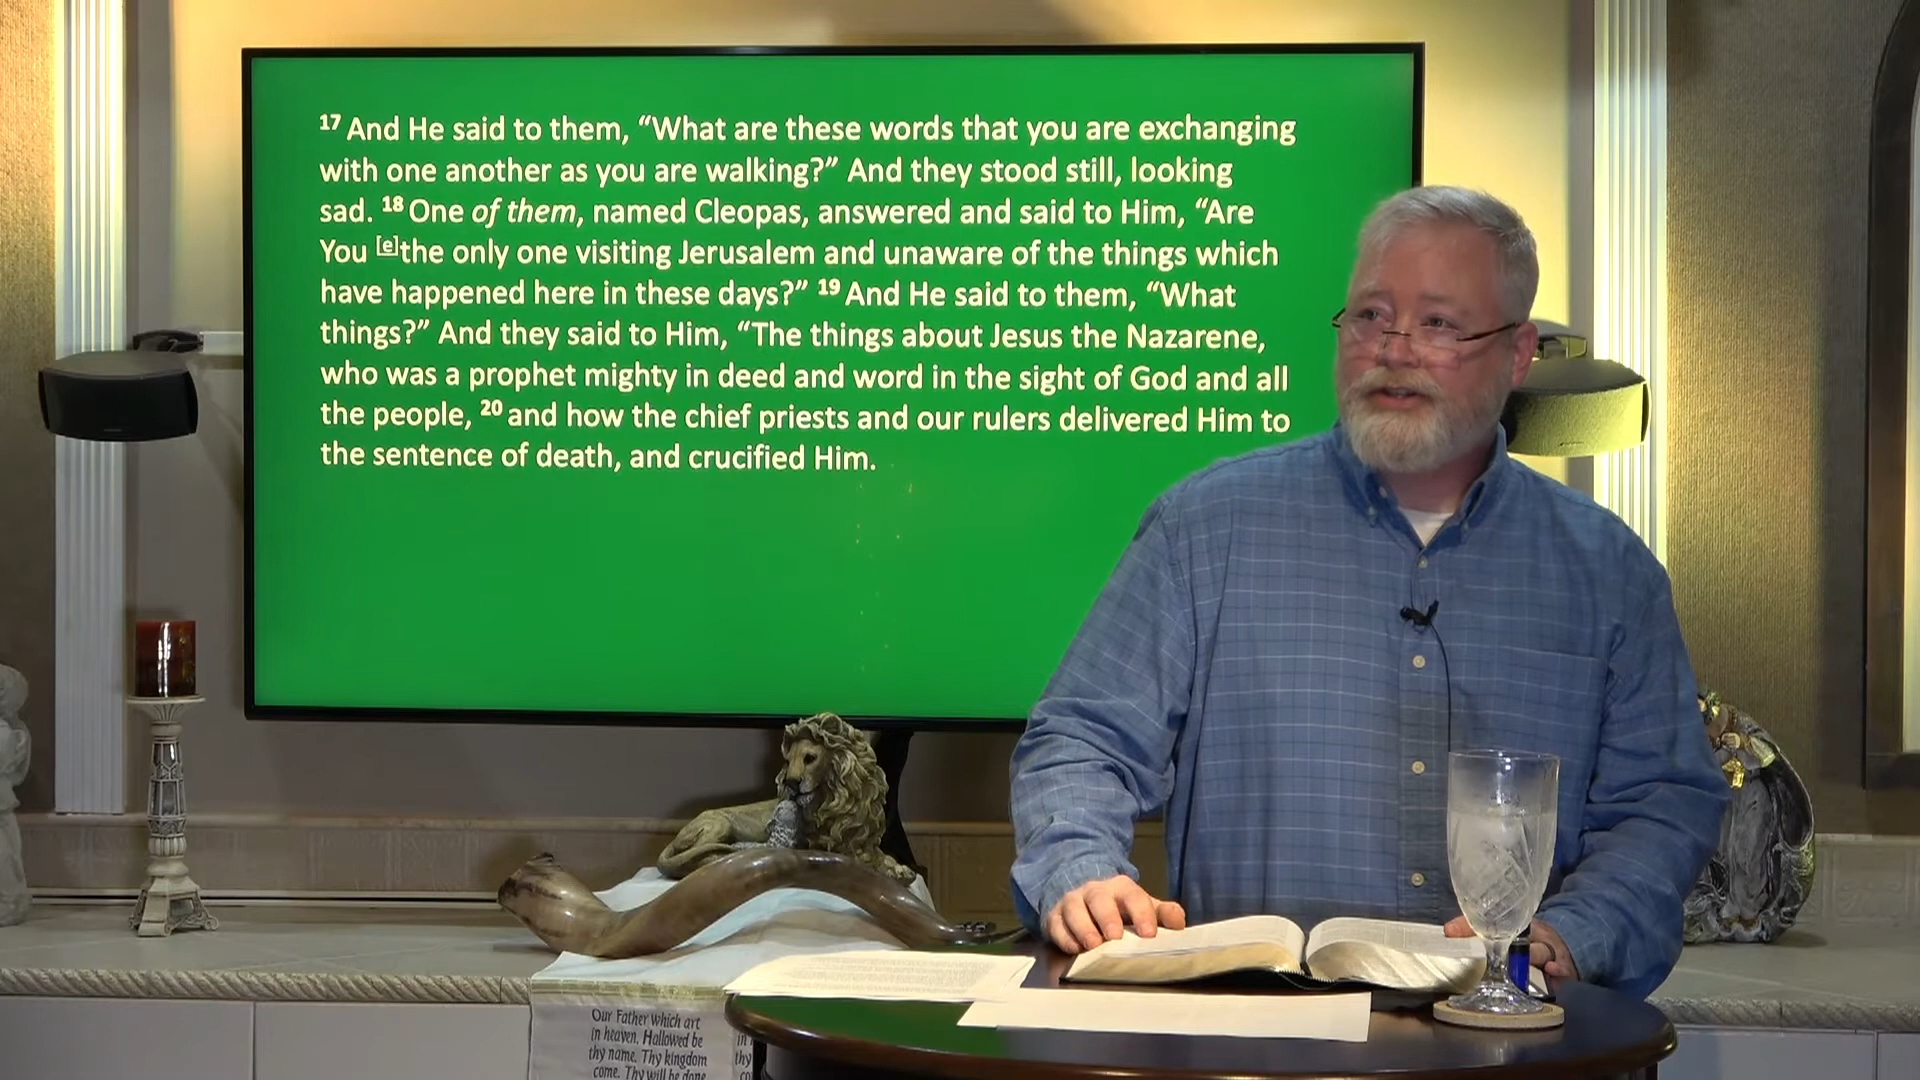 17 And He said to them, “What are these words that you are exchanging
with one another as you are walking?” And they stood still, looking
sad. 18 One of them, named Cleopas, answered and said to Him, “Are
You [e]the only one visiting Jerusalem and unaware of the things which
have happened here in these days?” 19 And He said to them, “What
things?” And they said to Him, “The things about Jesus the Nazarene,
who was a prophet mighty in deed and word in the sight of God and all
the people, 20 and how the chief priests and our rulers delivered Him to
the sentence of death, and crucified Him.
Our Father which art
in heaven, Hallowed be
thy name. Thy kingdom
come. Thy will be done